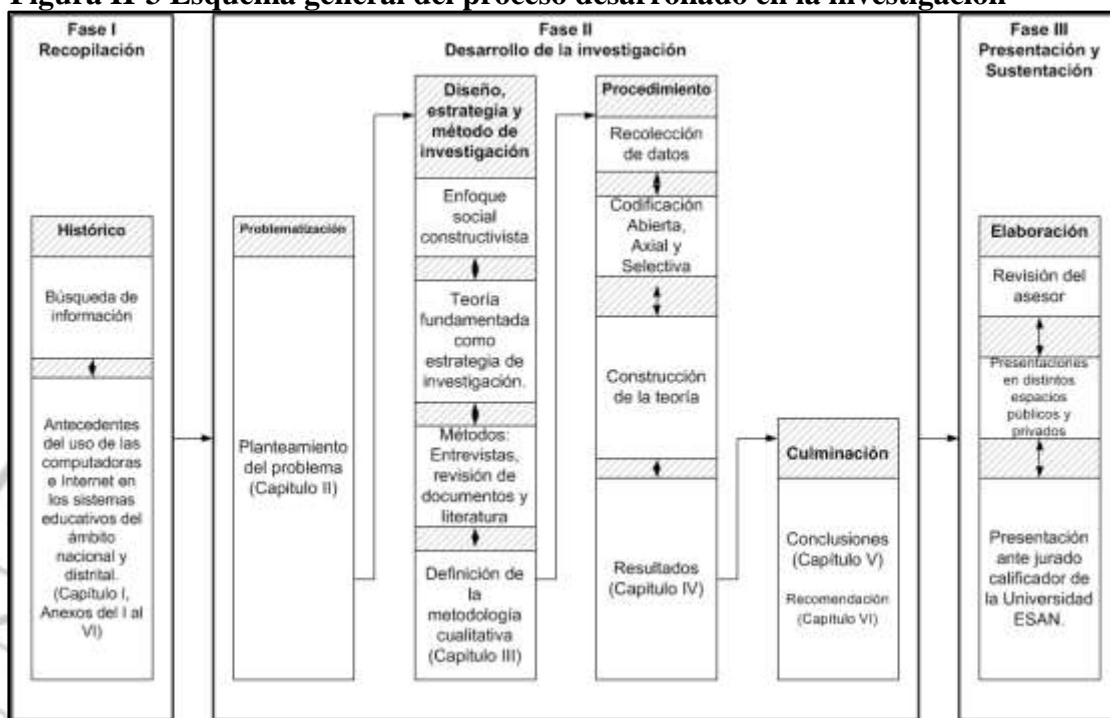 Figura II-3 Esquema general del proceso desarrollado en la investigación
Fase I
Recopilación
Histórico
Búsqueda de
información
Antecedentes
del uso de las
computadoras
e Internet en
los sistemas
educativos del
ámbito
nacional y
distrital.
(Capítulo I,
Anexos del I al
VI)
Fase II
Desarrollo de la investigación
Problematización
Planteamiento
del problema
(Capítulo II)
Diseño,
estrategia y
método de
investigación
Enfoque
social
constructivista
Teoría
fundamentada
como
estrategia de
investigación.
Métodos:
Entrevistas,
revisión de
documentos y
literatura
Definición de
la
metodología
cualitativa
(Capítulo III)
Procedimiento
Recolección
de datos
Codificación
Abierta,
Axial y
Selectiva
Construcción
de la teoría
Resultados
(Capítulo IV)
Culminación
Conclusiones
(Capítulo V)
Recomendación
(Capítulo VI)
Fase III
Presentación y
Sustentación
Elaboración
Revisión del
asesor
Presentaciones
en distintos
espacios
públicos y
privados
Presentación
ante jurado
calificador de
la Universidad
ESAN.